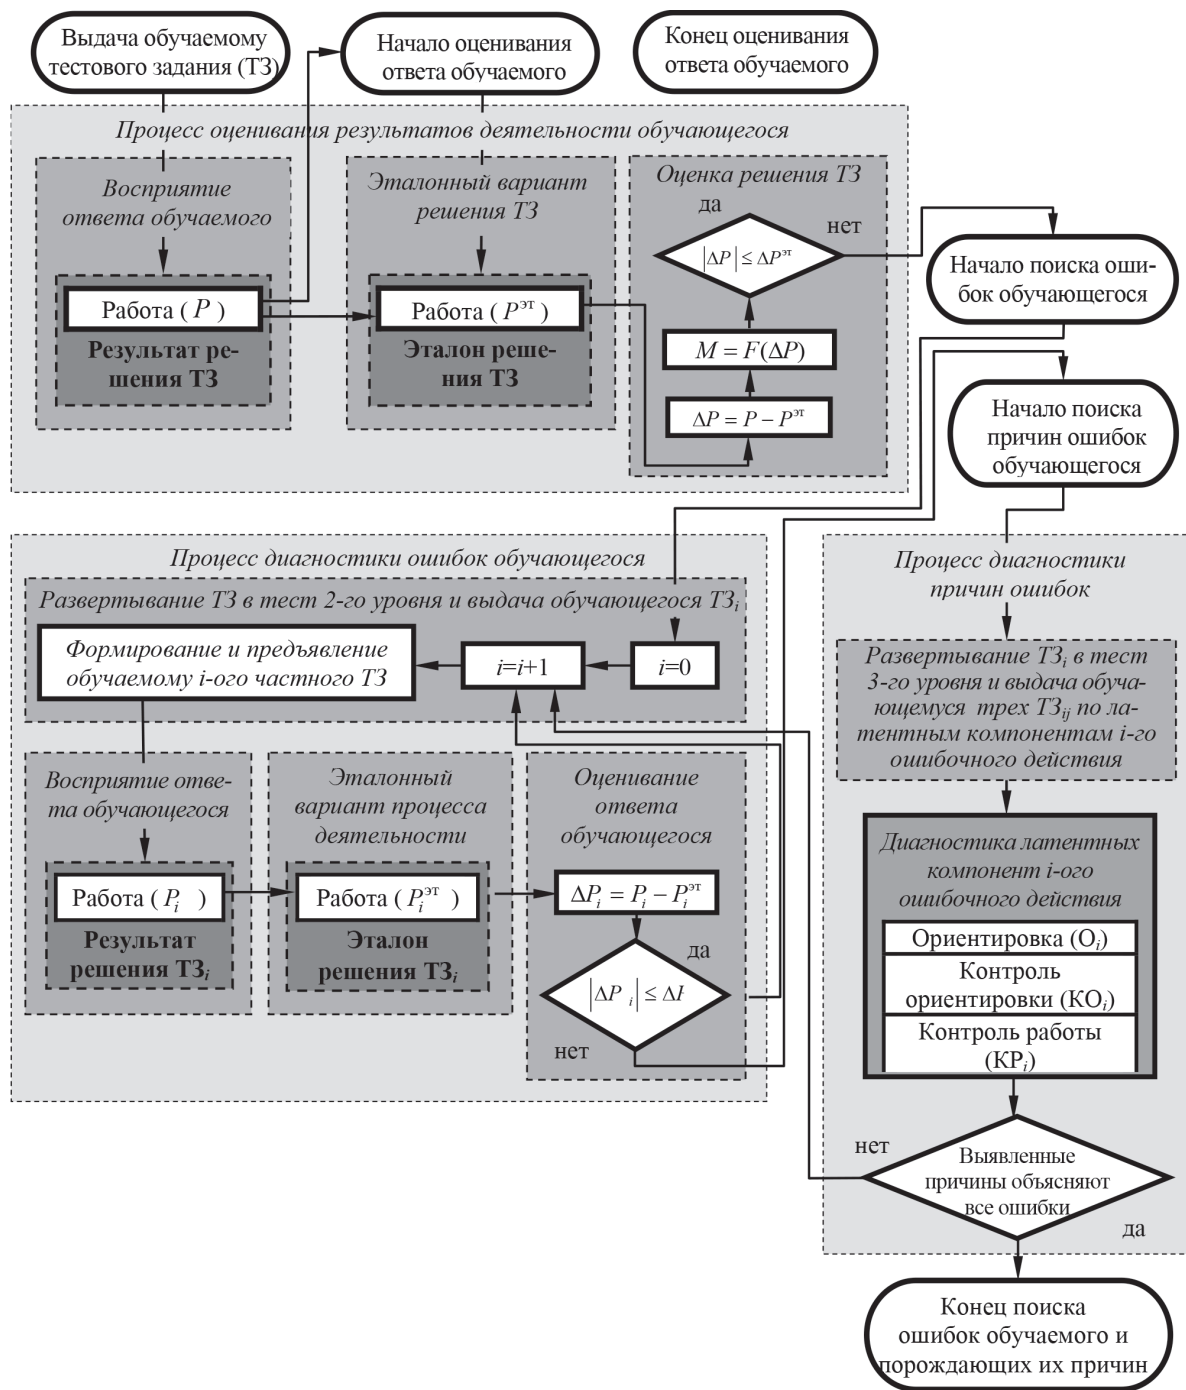 Выдача обучаемому
тестового задания (ТЗ)
Начало оценивания
ответа обучаемого
Конец оценивания
ответа обучаемого
Процесс оценивания результатов деятельности обучающегося
Восприятие
ответа обучаемого
Работа (P)
Результат ре-
шения ТЗ
Эталонный вариант
решения ТЗ
Работа (Pэт)
Эталон реше-
ния ТЗ
Оценка решения ТЗ
да
нет
|ΔP| ≤ ΔPэт
M = F(ΔP)
ΔP = P − Pэт
Начало поиска оши-
бок обучающегося
Начало поиска
причин ошибок
обучающегося
Процесс диагностики ошибок обучающегося
Развертывание ТЗ в тест 2-го уровня и выдача обучающегося ТЗi
Формирование и предъявление
обучаемому i-ого частного ТЗ
i=i+1
i=0
Восприятие отве-
та обучающегося
Работа (Pi)
Результат
решения ТЗi
Эталонный
вариант процесса
деятельности
Работа (Piэт)
Эталон
решения ТЗi
Оценивание
ответа
обучающегося
ΔPi = Pi − Piэт
да
|ΔP i| ≤ ΔI
нет
Процесс диагностики
причин ошибок
Развертывание ТЗi в тест
3-го уровня и выдача обуча-
ющемуся трех ТЗij по ла-
тентным компонентам i-го
ошибочного действия
Диагностика латентных
компонент i-ого
ошибочного действия
Ориентировка (Оi)
Контроль
ориентировки (КОi)
Контроль работы
(КРi)
нет
Выявленные
причины объясняют
все ошибки
да
Конец поиска
ошибок обучаемого и
порождающих их причин